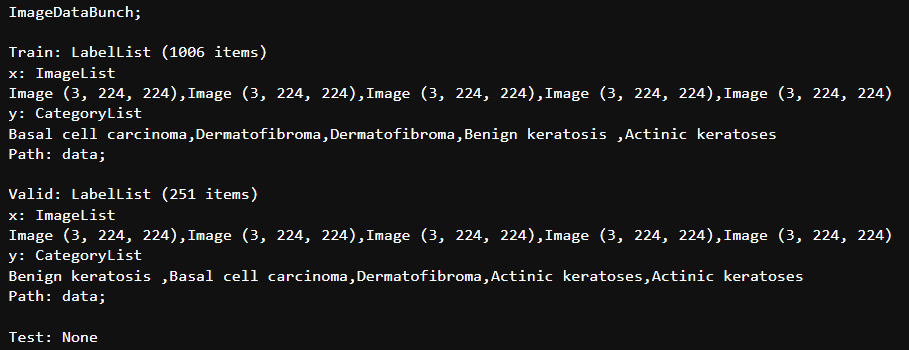 ImageDataBunch;
Train: LabelList (1006 items)
x: ImageList
Image (3, 224, 224),Image (3, 224, 224),Image (3, 224, 224),Image (3, 224, 224),Image (3, 224, 224)
y: CategoryList
Basal cell carcinoma,Dermatofibroma,Dermatofibroma,Benign keratosis ,Actinic keratoses
Path: data;
Valid: LabelList (251 items)
x: ImageList
Image (3, 224, 224),Image (3, 224, 224),Image (3, 224, 224),Image (3, 224, 224),Image (3, 224, 224)
y: CategoryList
Benign keratosis ,Basal cell carcinoma,Dermatofibroma,Actinic keratoses,Actinic keratoses
Path: data;
Test: None